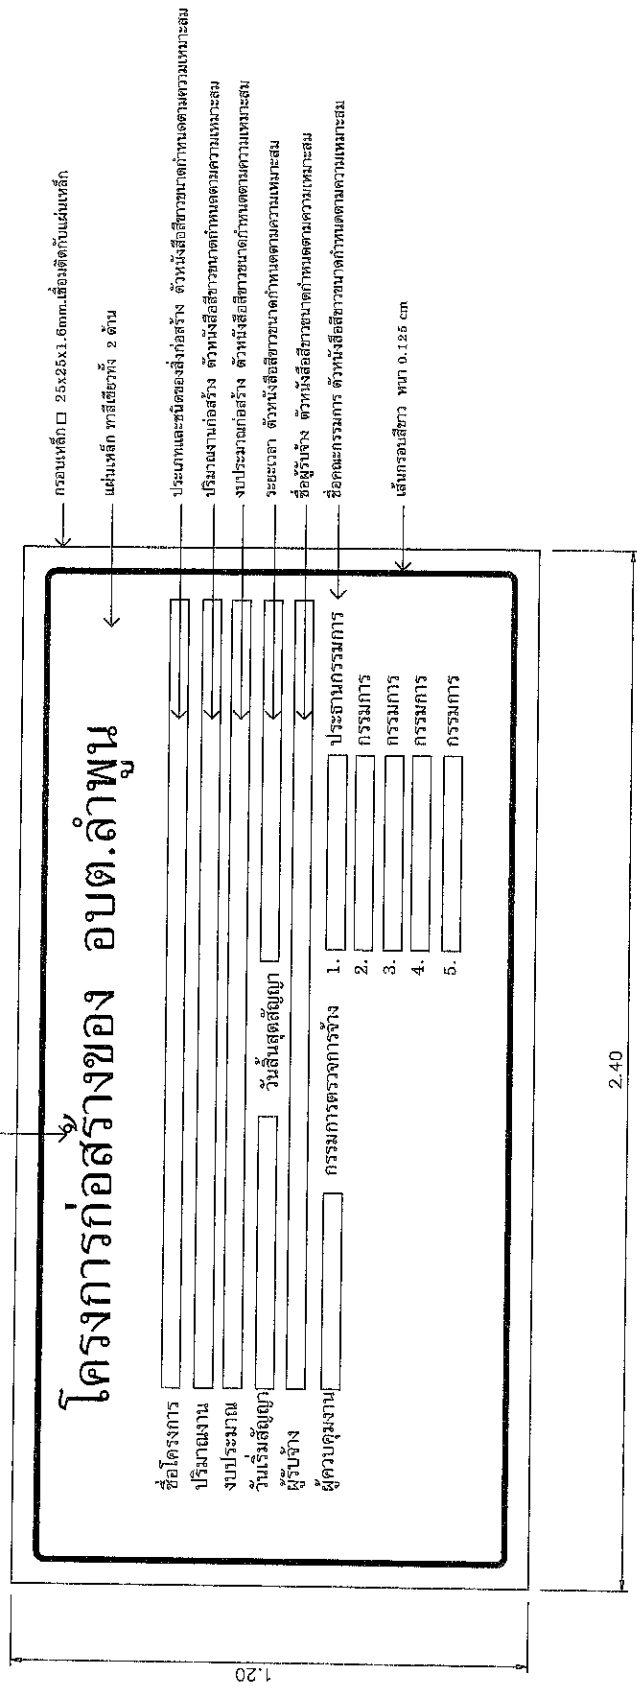 โครงการก่อสร้างของ อบต.ลำพูน
ชื่อโครงการ
ปริมาณงาน
งบประมาณ
วันเริ่มสัญญา วันสิ้นสุดสัญญา
ผู้รับจ้าง
ผู้ควบคุมงาน กรรมการตรวจการจ้าง 1. ประธานกรรมการ
2. กรรมการ
3. กรรมการ
4. กรรมการ
5. กรรมการ
กรอบเหล็ก □ 25x25x1.6mm.เชื่อมติดกับแผ่นเหล็ก
แผ่นเหล็ก ทาสีเขียวทั้ง 2 ด้าน
ประเภทและชนิดของสิ่งก่อสร้าง ตัวหนังสือสีขาวขนาดกำหนดตามความเหมาะสม
ปริมาณงานก่อสร้าง ตัวหนังสือสีขาวขนาดกำหนดตามความเหมาะสม
งบประมาณก่อสร้าง ตัวหนังสือสีขาวขนาดกำหนดตามความเหมาะสม
ระยะเวลา ตัวหนังสือสีขาวขนาดกำหนดตามความเหมาะสม
ชื่อผู้รับจ้าง ตัวหนังสือสีขาวขนาดกำหนดตามความเหมาะสม
ชื่อคณะกรรมการ ตัวหนังสือสีขาวขนาดกำหนดตามความเหมาะสม
เส้นกรอบสีขาว หนา 0.125 cm
2.40
1.20